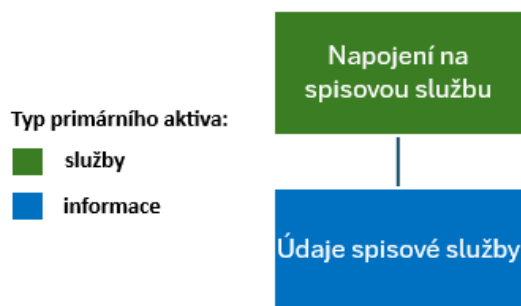 Napojení na
spisovou službu
Typ primárního aktiva:
služby
informace
Údaje spisové služby